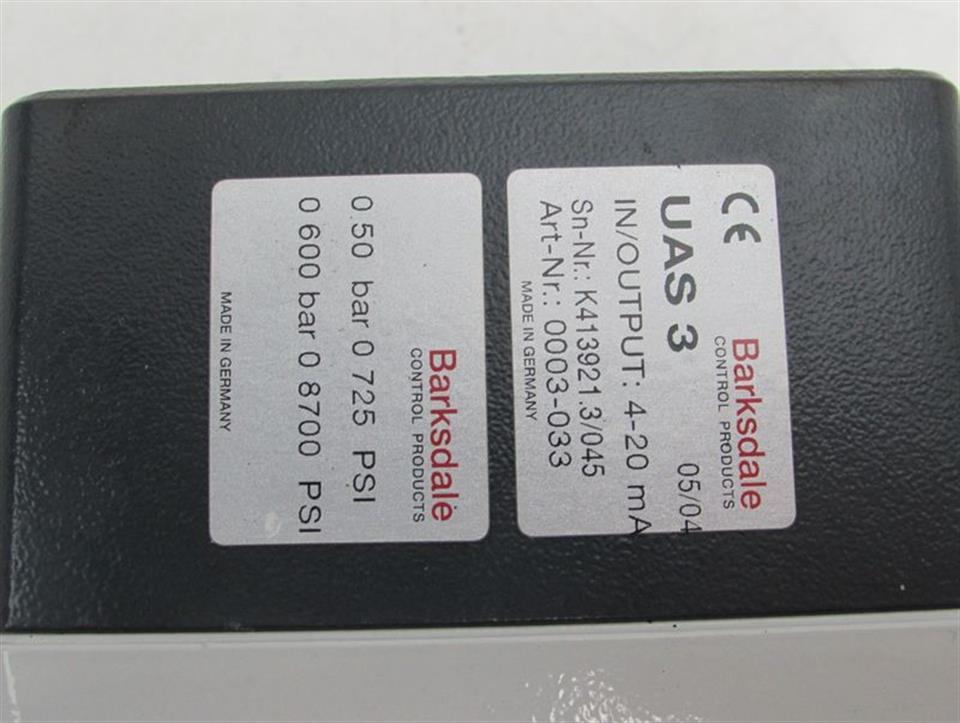 CE
Barksdale
CONTROL PRODUCTS
UAS 3
05/04
IN/OUTPUT: 4-20 mA
Sn-Nr.: K413921.3/045
Art-Nr.: 0003-033
MADE IN GERMANY
Barksdale
CONTROL PRODUCTS
0.50 bar 0 725 PSI
0 600 bar 0 8700 PSI
MADE IN GERMANY